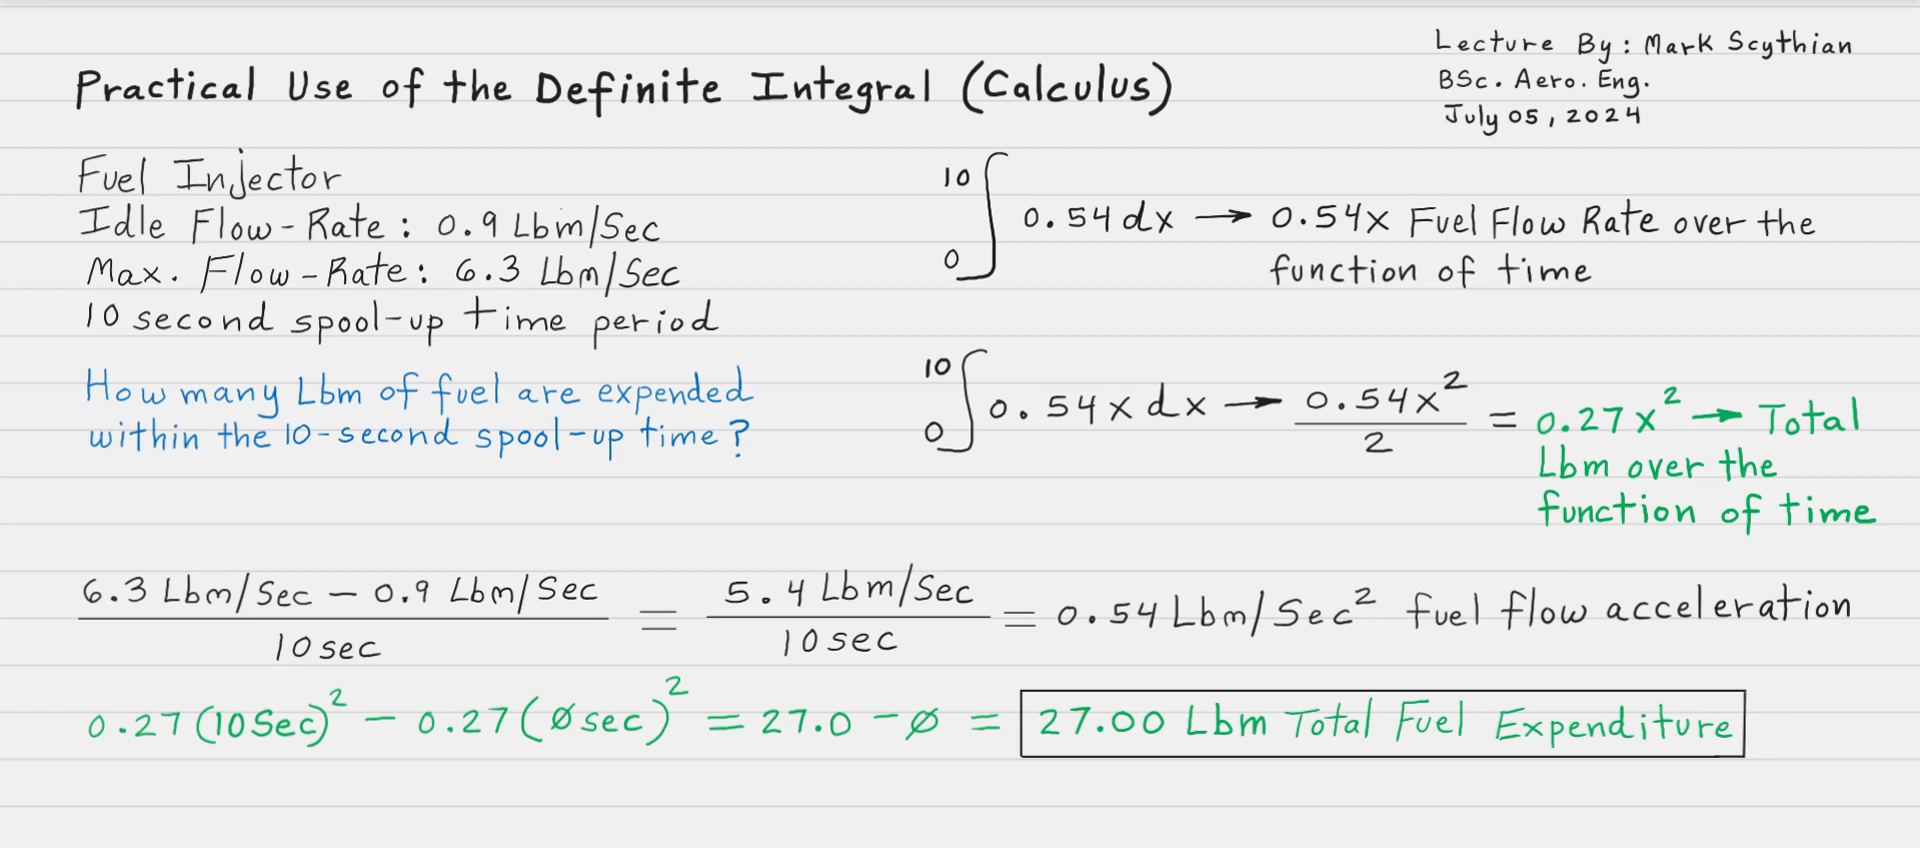 Practical Use of the Definite Integral (Calculus)
Lecture By: Mark Scythian
BSc. Aero. Eng.
July 05, 2024
Fuel Injector
Idle Flow-Rate: 0.9 Lbm/Sec
Max. Flow-Rate: 6.3 Lbm/Sec
10 second spool-up time period
How many Lbm of fuel are expended
within the 10-second spool-up time?
∫₀¹⁰ 0.54 dx → 0.54x Fuel Flow Rate over the
function of time
∫₀¹⁰ 0.54x dx → 0.54x²/2 = 0.27x² → Total
Lbm over the
function of time
(6.3 Lbm/Sec - 0.9 Lbm/Sec)/10 sec = (5.4 Lbm/Sec)/10 sec = 0.54 Lbm/Sec² fuel flow acceleration
0.27(10Sec)² - 0.27(Øsec)² = 27.0 - Ø = 27.00 Lbm Total Fuel Expenditure